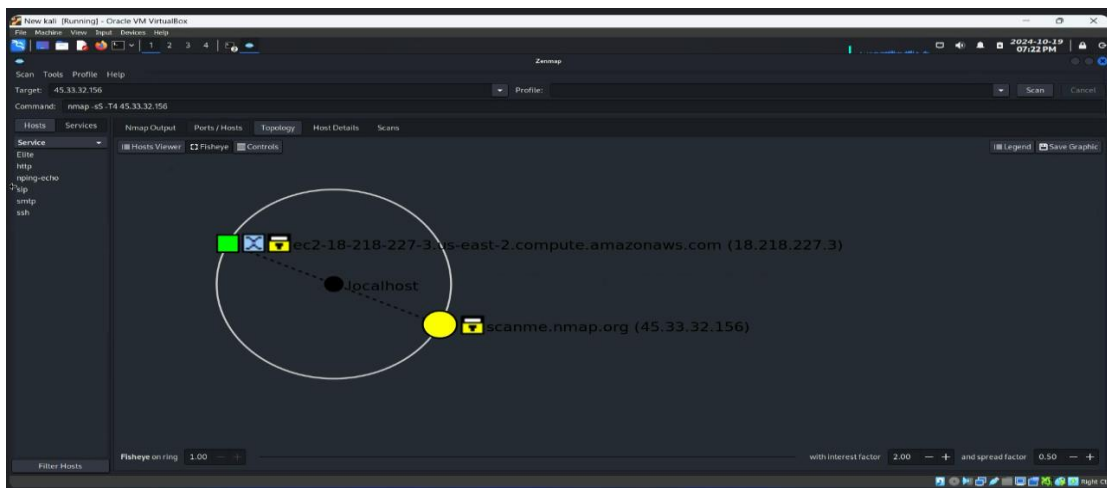 New kali [Running] - Oracle VM VirtualBox
File Machine View Input Devices Help
1 2 3 4
2024-10-19
07:22 PM
Zenmap
Scan Tools Profile Help
Target: 45.33.32.156 Profile: Scan Cancel
Command: nmap -sS -T4 45.33.32.156
Hosts Services Nmap Output Ports / Hosts Topology Host Details Scans
Service Hosts Viewer Fisheye Controls Legend Save Graphic
Elite
http
nping-echo
sip
smtp
ssh
ec2-18-218-227-3.us-east-2.compute.amazonaws.com (18.218.227.3)
localhost
scanme.nmap.org (45.33.32.156)
Fisheye on ring 1.00 with interest factor 2.00 and spread factor 0.50
Filter Hosts
Right Ct